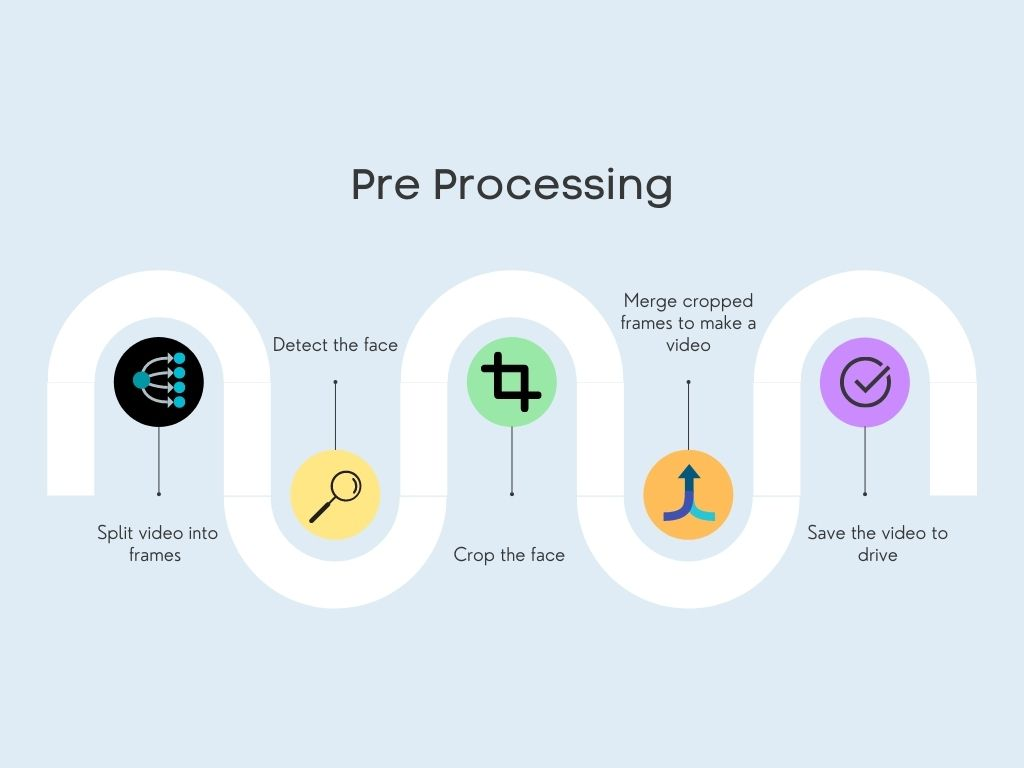 Pre Processing
Split video into
frames
Detect the face
Crop the face
Merge cropped
frames to make a
video
Save the video to
drive